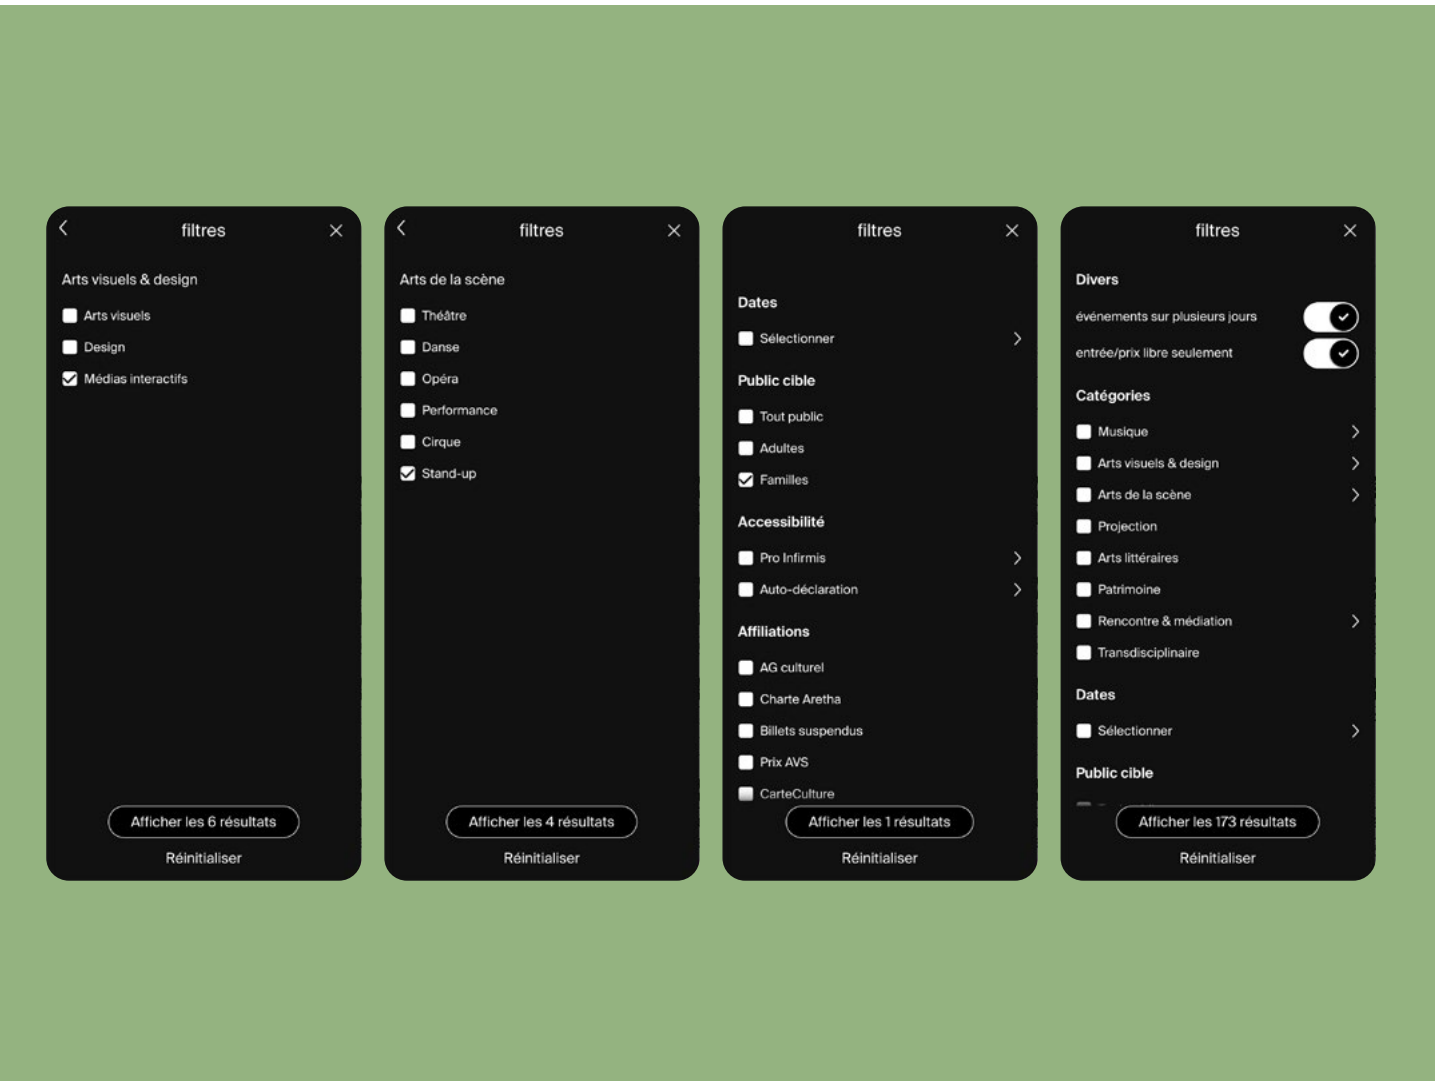 filtres
Arts visuels & design
Arts visuels
Design
Médias interactifs
Afficher les 6 résultats
Réinitialiser
filtres
Arts de la scène
Théâtre
Danse
Opéra
Performance
Cirque
Stand-up
Afficher les 4 résultats
Réinitialiser
filtres
Dates
Sélectionner
Public cible
Tout public
Adultes
Familles
Accessibilité
Pro Infirmis
Auto-déclaration
Affiliations
AG culturel
Charte Aretha
Billets suspendus
Prix AVS
CarteCulture
Afficher les 1 résultats
Réinitialiser
filtres
Divers
événements sur plusieurs jours
entrée/prix libre seulement
Catégories
Musique
Arts visuels & design
Arts de la scène
Projection
Arts littéraires
Patrimoine
Rencontre & médiation
Transdisciplinaire
Dates
Sélectionner
Public cible
Afficher les 173 résultats
Réinitialiser